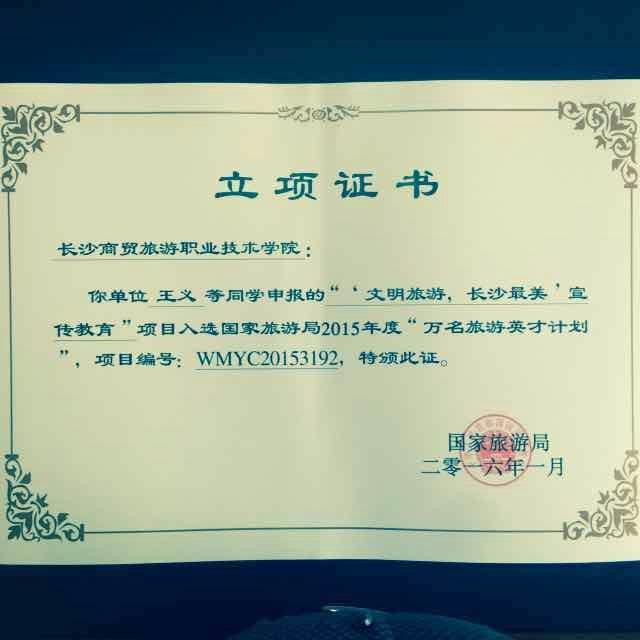 立项证书
长沙商贸旅游职业技术学院：
你单位 王义 等同学申报的“‘文明旅游，长沙最美’宣
传教育”项目入选国家旅游局2015年度“万名旅游英才计划
”，项目编号：WMYC20153192，特颁此证。
国家旅游局
二零一六年一月